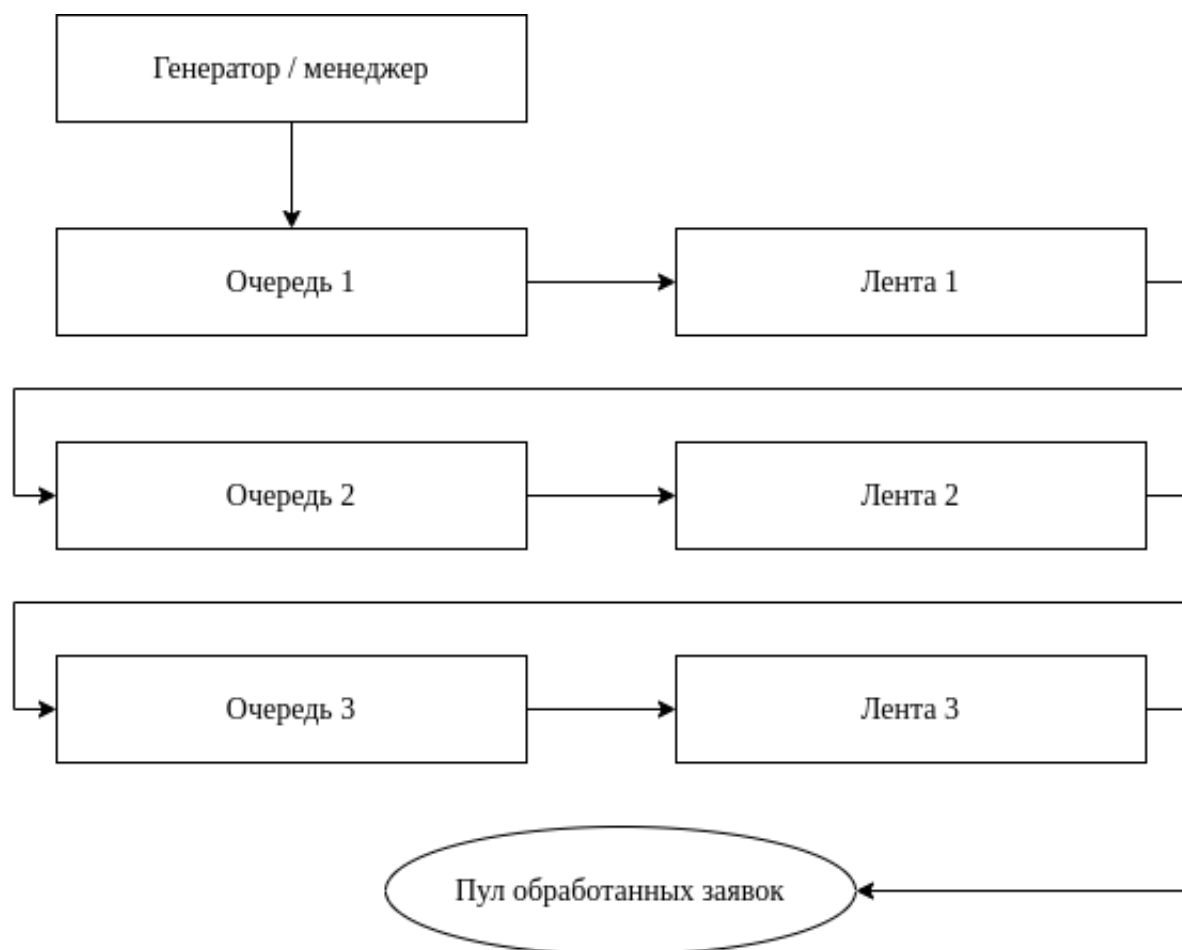 Генератор / менеджер
Очередь 1
Лента 1
Очередь 2
Лента 2
Очередь 3
Лента 3
Пул обработанных заявок